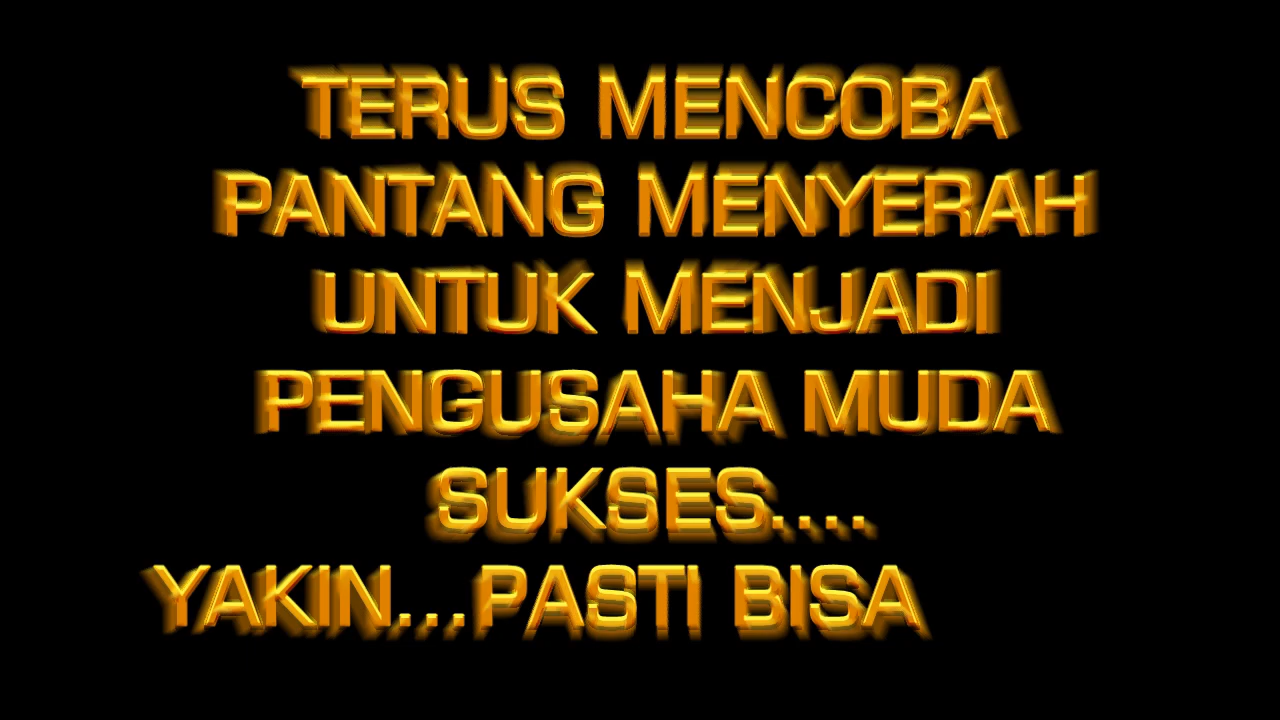 TERUS MENCOBA
PANTANG MENYERAH
UNTUK MENJADI
PENGUSAHA MUDA
SUKSES....
YAKIN...PASTI BISA